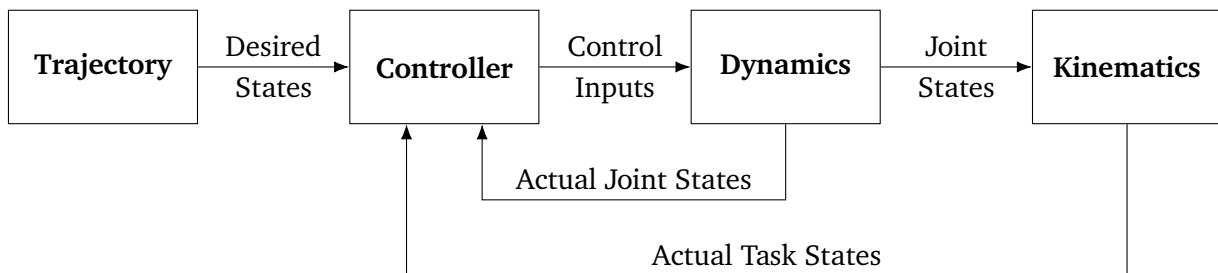 Trajectory
Desired
States
Controller
Control
Inputs
Dynamics
Joint
States
Kinematics
Actual Joint States
Actual Task States